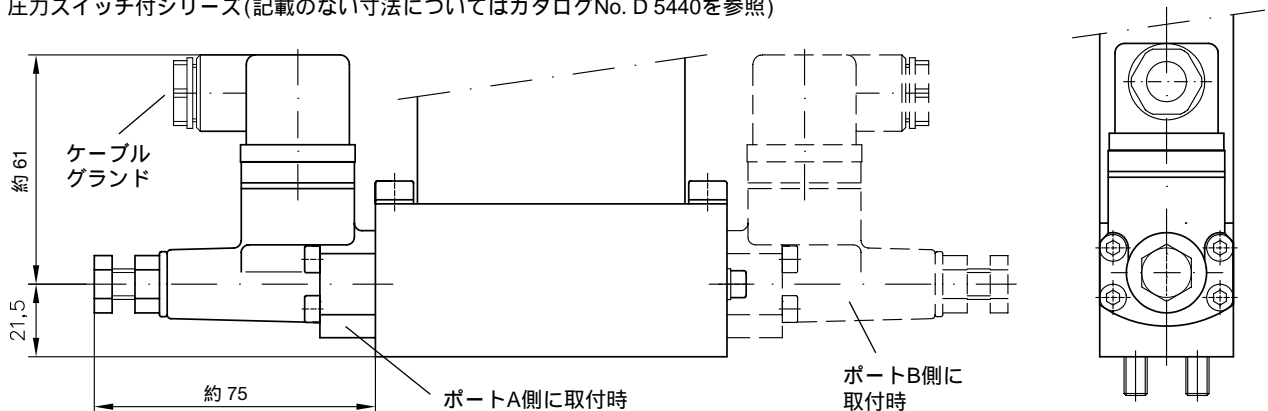 圧力スイッチ付シリーズ(記載のない寸法についてはカタログNo. D 5440を参照)
約 61
ケーブル
グランド
21,5
約 75
ポートA側に取付時
ポートB側に
取付時